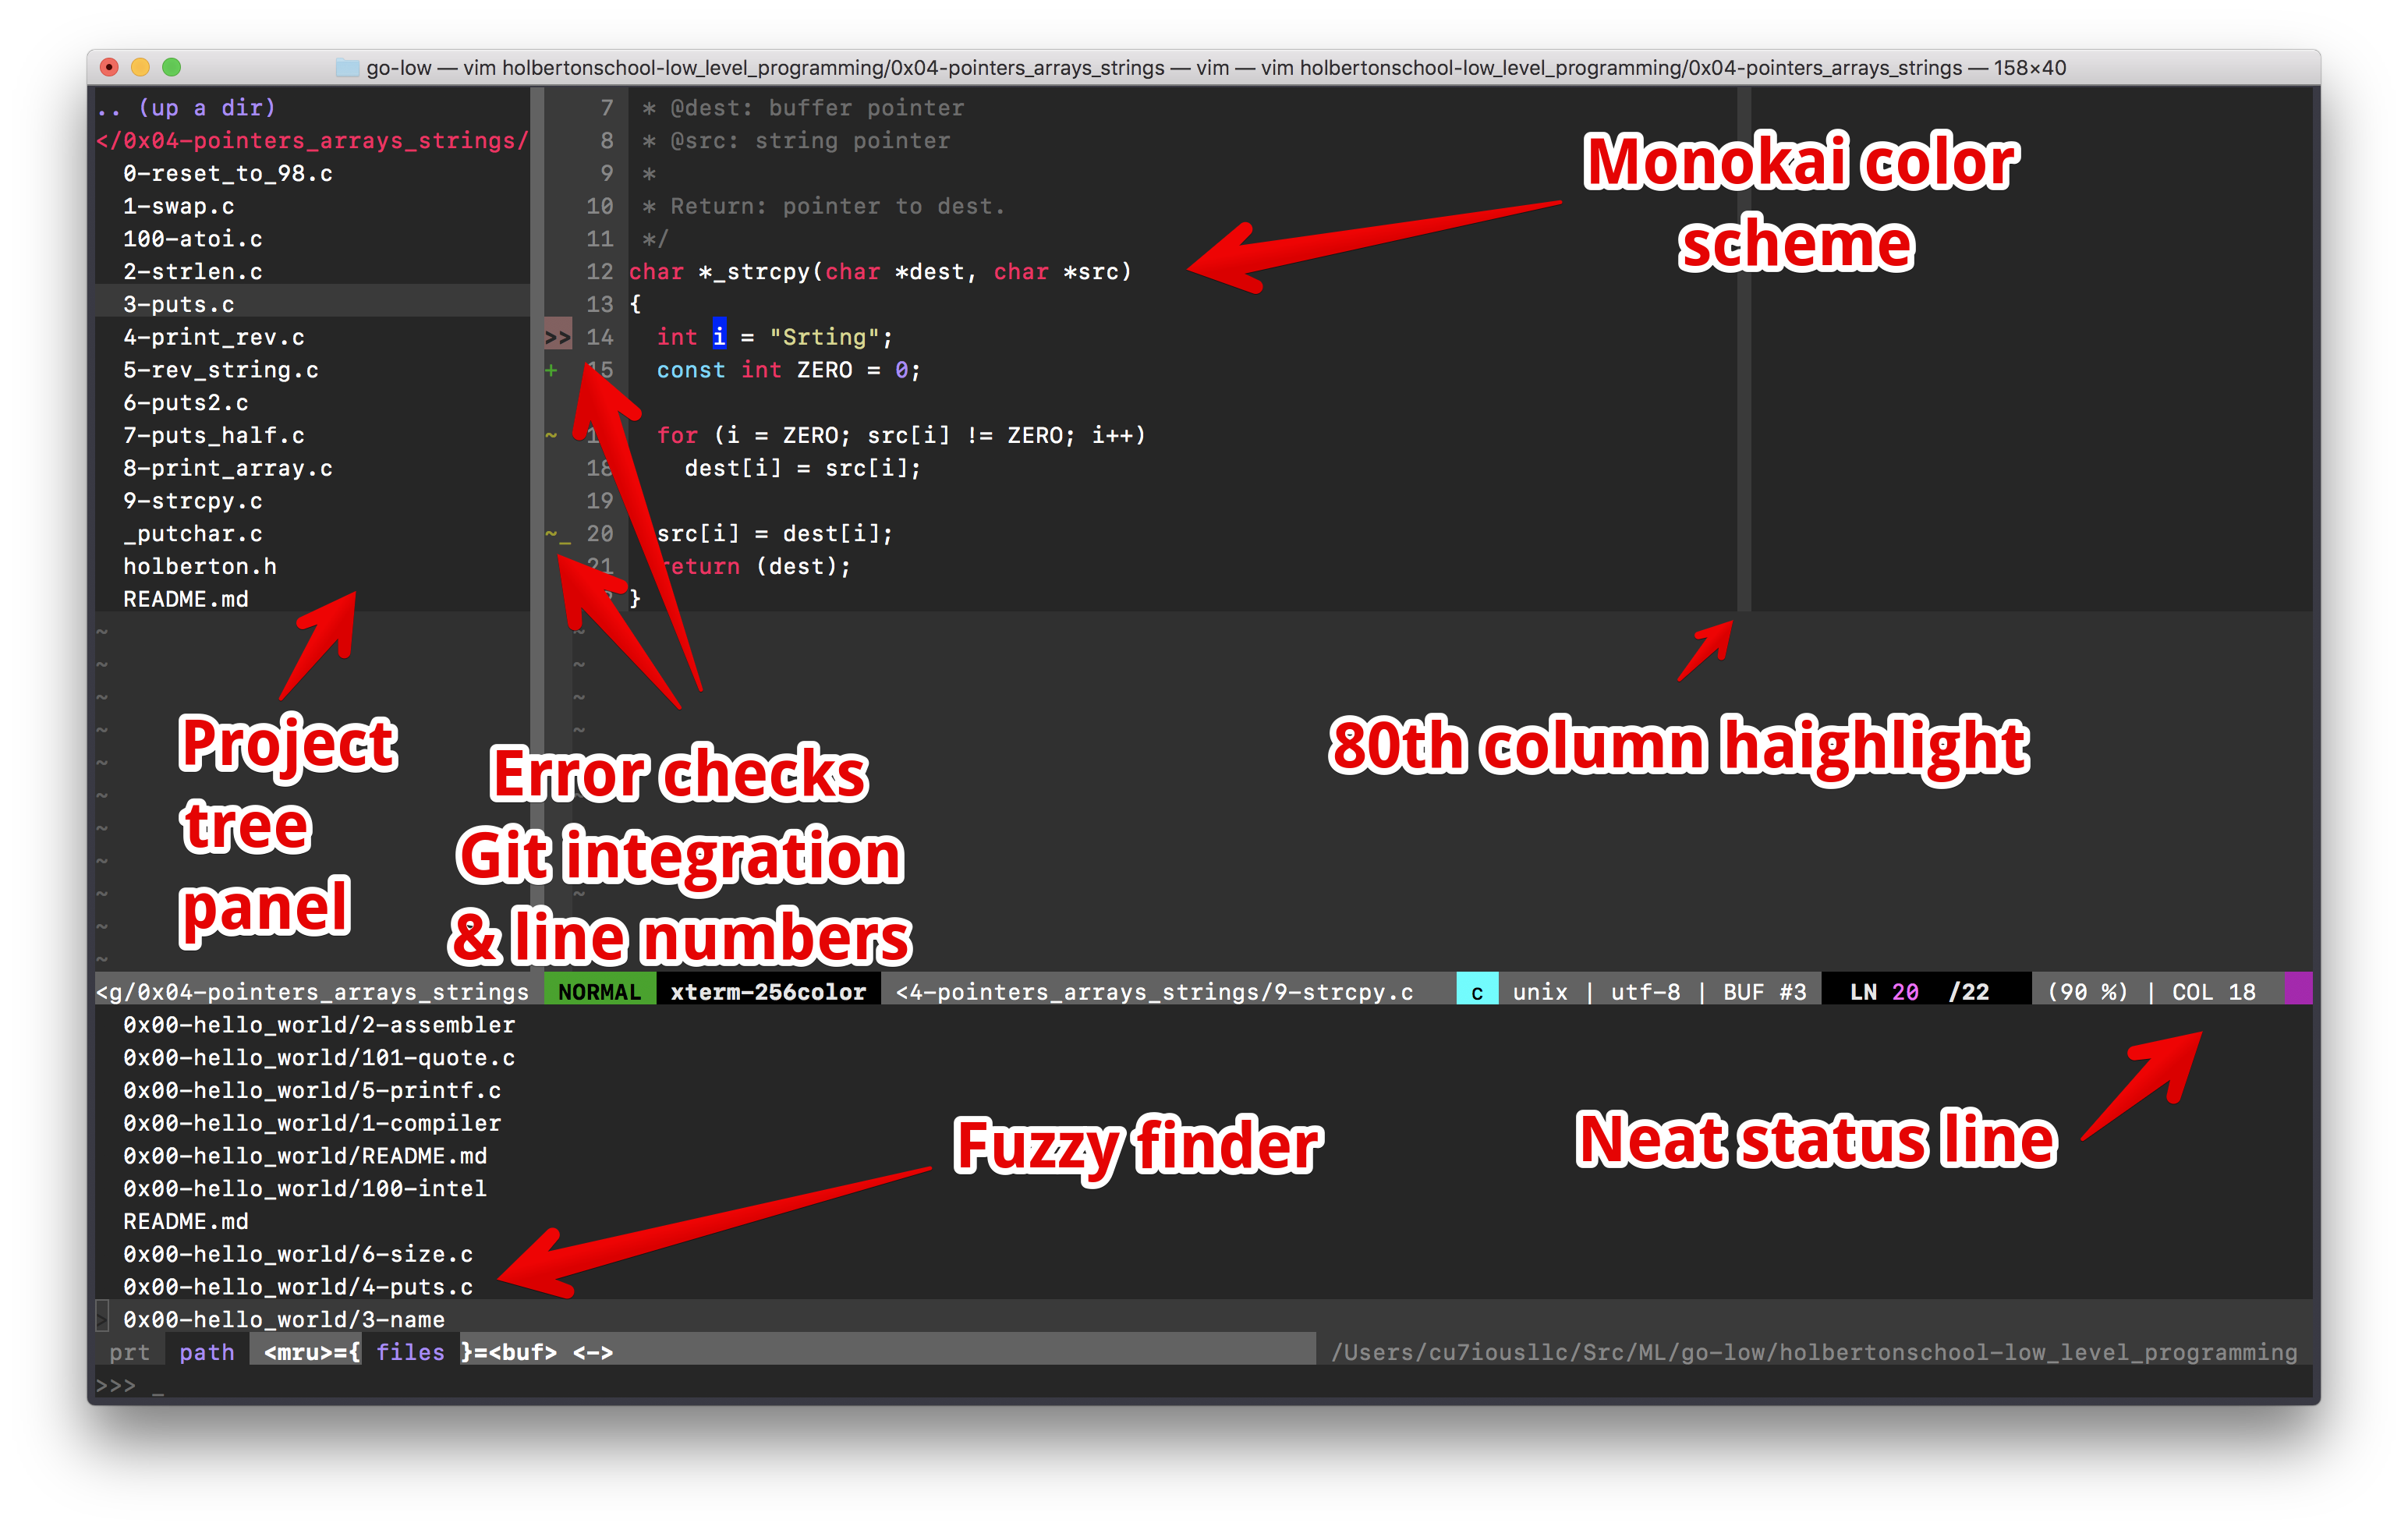 go-low — vim holbertonschool-low_level_programming/0x04-pointers_arrays_strings — vim — vim holbertonschool-low_level_programming/0x04-pointers_arrays_strings — 158×40
.. (up a dir)
</0x04-pointers_arrays_strings/
0-reset_to_98.c
1-swap.c
100-atoi.c
2-strlen.c
3-puts.c
4-print_rev.c
5-rev_string.c
6-puts2.c
7-puts_half.c
8-print_array.c
9-strcpy.c
_putchar.c
holberton.h
README.md
~
~
~
~
~
~
~
~
~
~
~
7 * @dest: buffer pointer
8 * @src: string pointer
9 *
10 * Return: pointer to dest.
11 */
12 char *_strcpy(char *dest, char *src)
13 {
>> 14 int i = "Srting";
+ 15 const int ZERO = 0;
~ for (i = ZERO; src[i] != ZERO; i++)
18 dest[i] = src[i];
19
~_ 20 src[i] = dest[i];
21 return (dest);
}
~
~
~
~
~
~
Monokai color
scheme
Project
tree
panel
Error checks
Git integration
& line numbers
80th column haighlight
<g/0x04-pointers_arrays_strings NORMAL xterm-256color <4-pointers_arrays_strings/9-strcpy.c c unix | utf-8 | BUF #3 LN 20 /22 (90 %) | COL 18
0x00-hello_world/2-assembler
0x00-hello_world/101-quote.c
0x00-hello_world/5-printf.c
0x00-hello_world/1-compiler
0x00-hello_world/README.md
0x00-hello_world/100-intel
README.md
0x00-hello_world/6-size.c
0x00-hello_world/4-puts.c
> 0x00-hello_world/3-name
Fuzzy finder
Neat status line
prt path <mru>={ files }=<buf> <-> /Users/cu7iousllc/Src/ML/go-low/holbertonschool-low_level_programming
>>> _